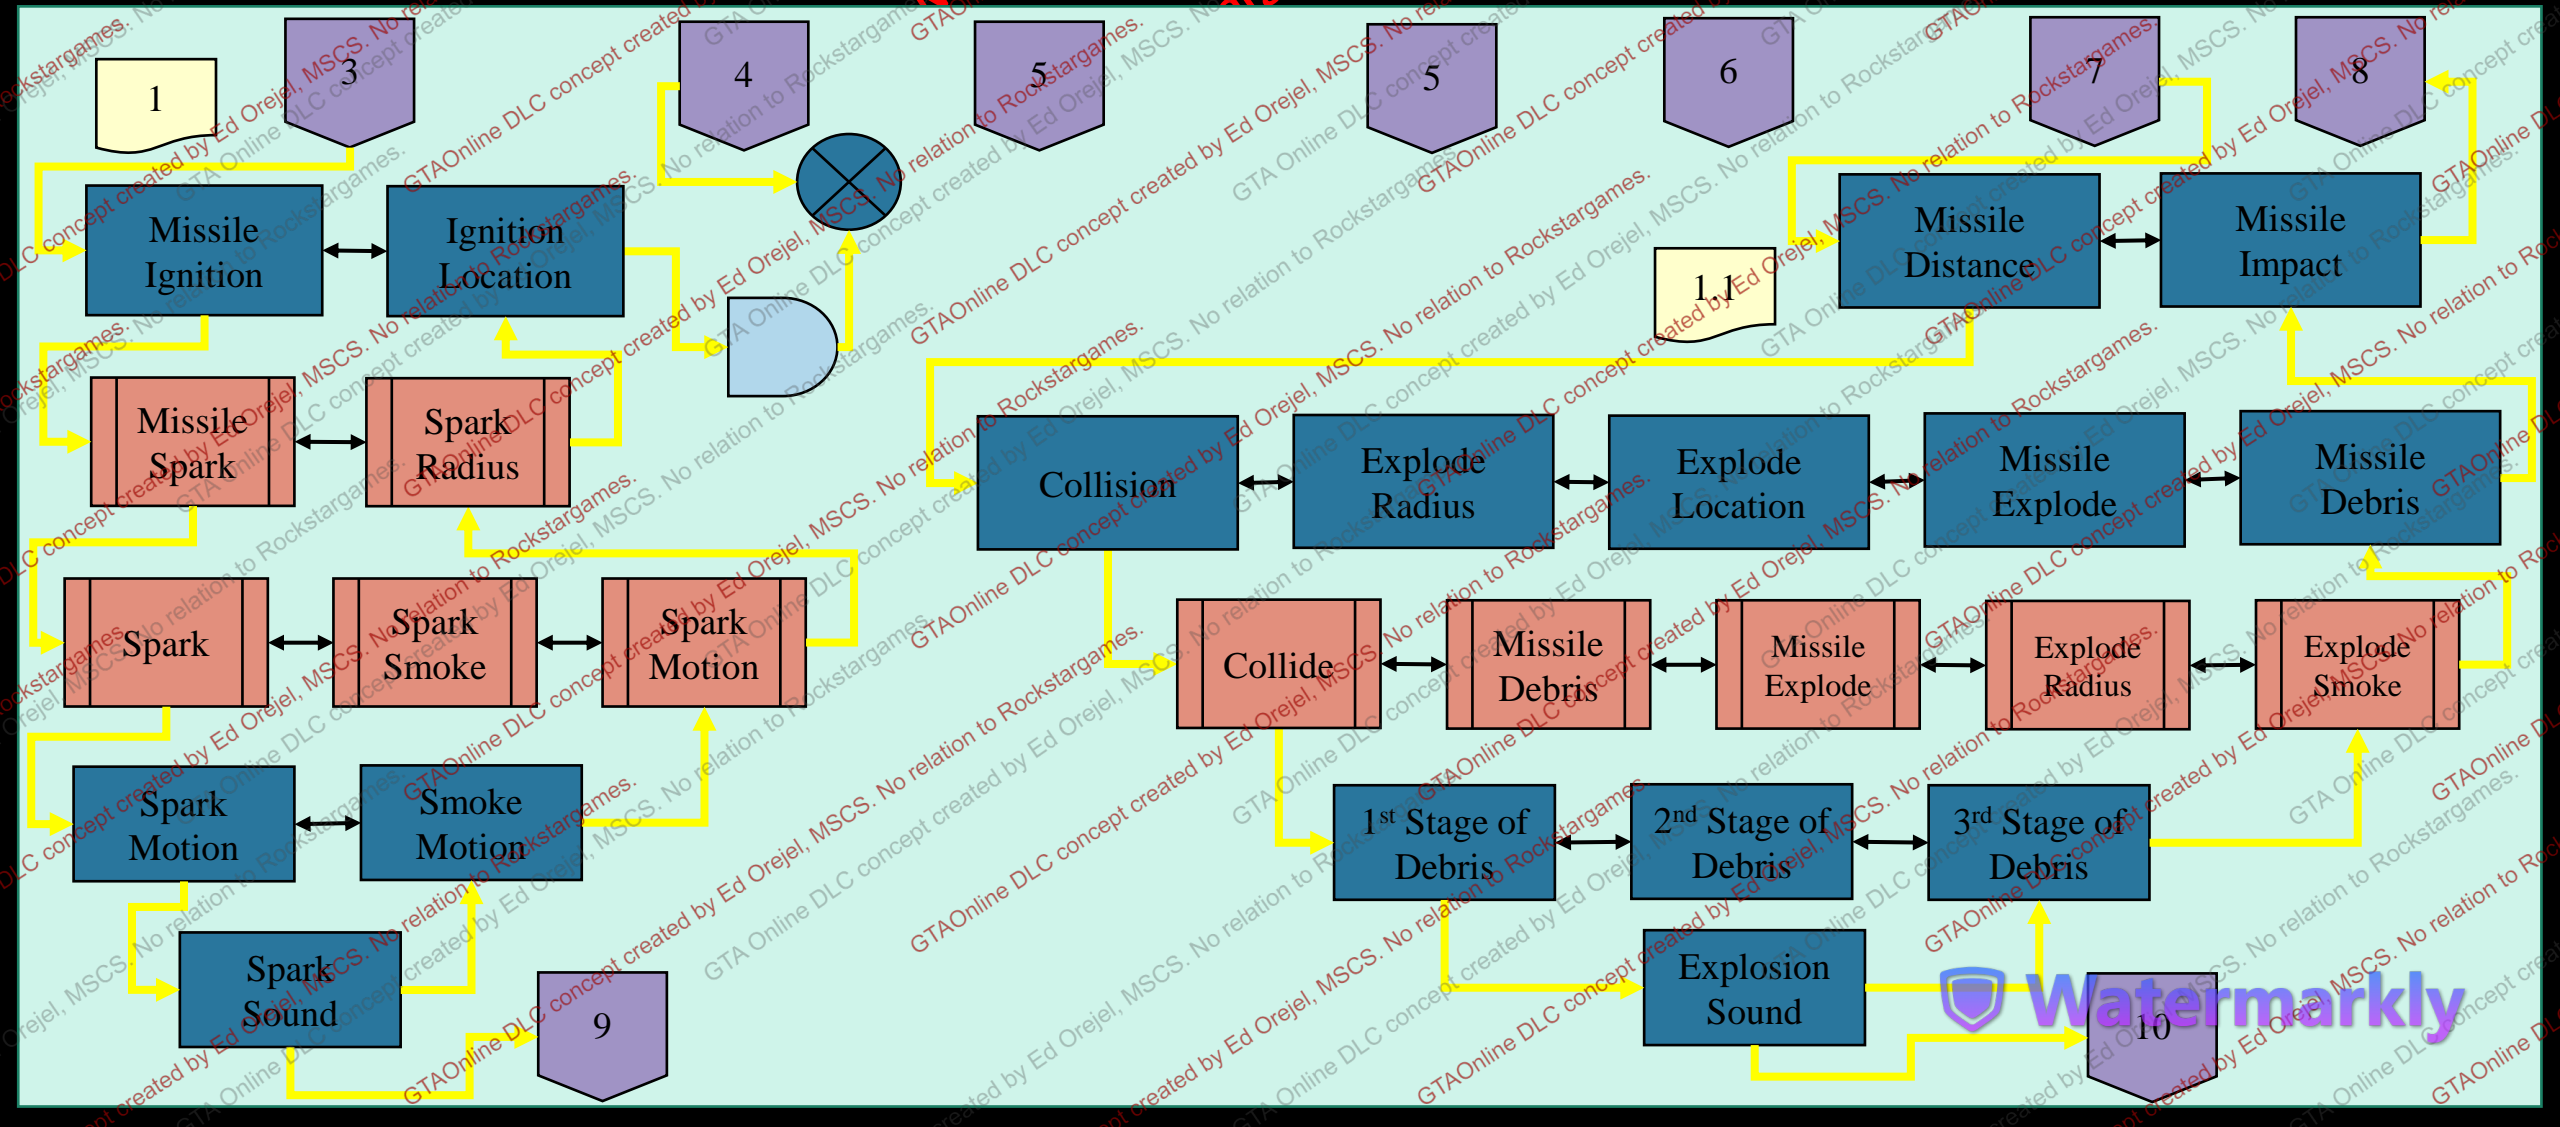 1
3
4
5
5
6
7
8
Missile
Ignition
Ignition
Location
Missile
Distance
Missile
Impact
1.1
Missile
Spark
Spark
Radius
Collision
Explode
Radius
Explode
Location
Missile
Explode
Missile
Debris
Spark
Spark
Smoke
Spark
Motion
Collide
Missile
Debris
Missile
Explode
Explode
Radius
Explode
Smoke
Spark
Motion
Smoke
Motion
1st Stage of
Debris
2nd Stage of
Debris
3rd Stage of
Debris
Spark
Sound
9
Explosion
Sound
10
Watermarkly
GTAOnline DLC concept created by Ed Orejel, MSCS. No relation to Rockstargames.
GTA Online DLC concept created by Ed Orejel, MSCS. No relation to Rockstargames.